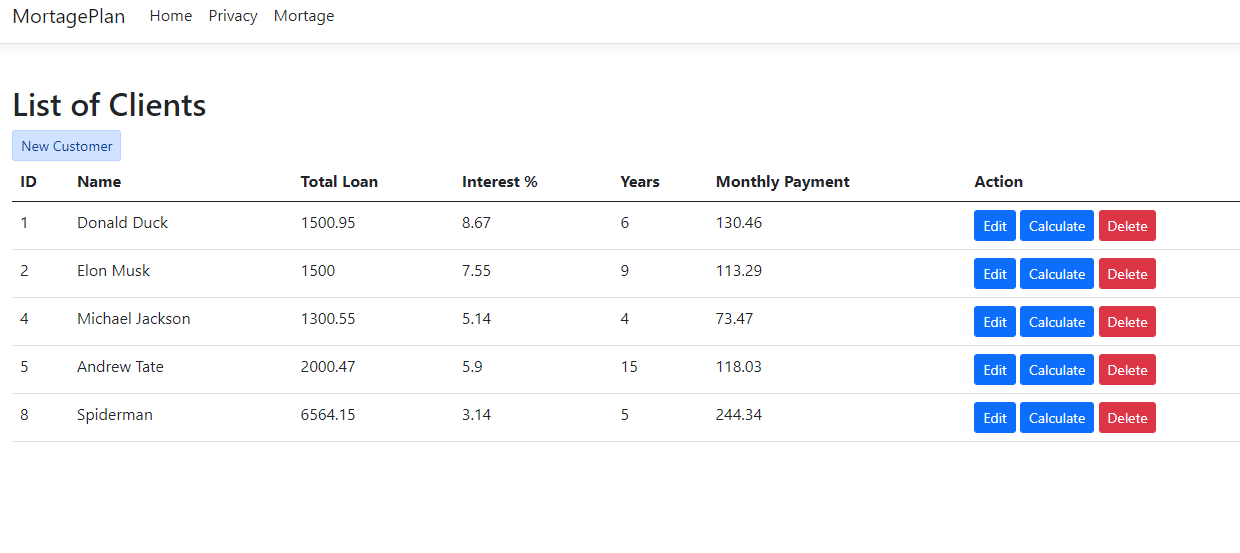 MortagePlan Home Privacy Mortage
List of Clients
New Customer
ID Name Total Loan Interest % Years Monthly Payment Action
1 Donald Duck 1500.95 8.67 6 130.46 Edit Calculate Delete
2 Elon Musk 1500 7.55 9 113.29 Edit Calculate Delete
4 Michael Jackson 1300.55 5.14 4 73.47 Edit Calculate Delete
5 Andrew Tate 2000.47 5.9 15 118.03 Edit Calculate Delete
8 Spiderman 6564.15 3.14 5 244.34 Edit Calculate Delete